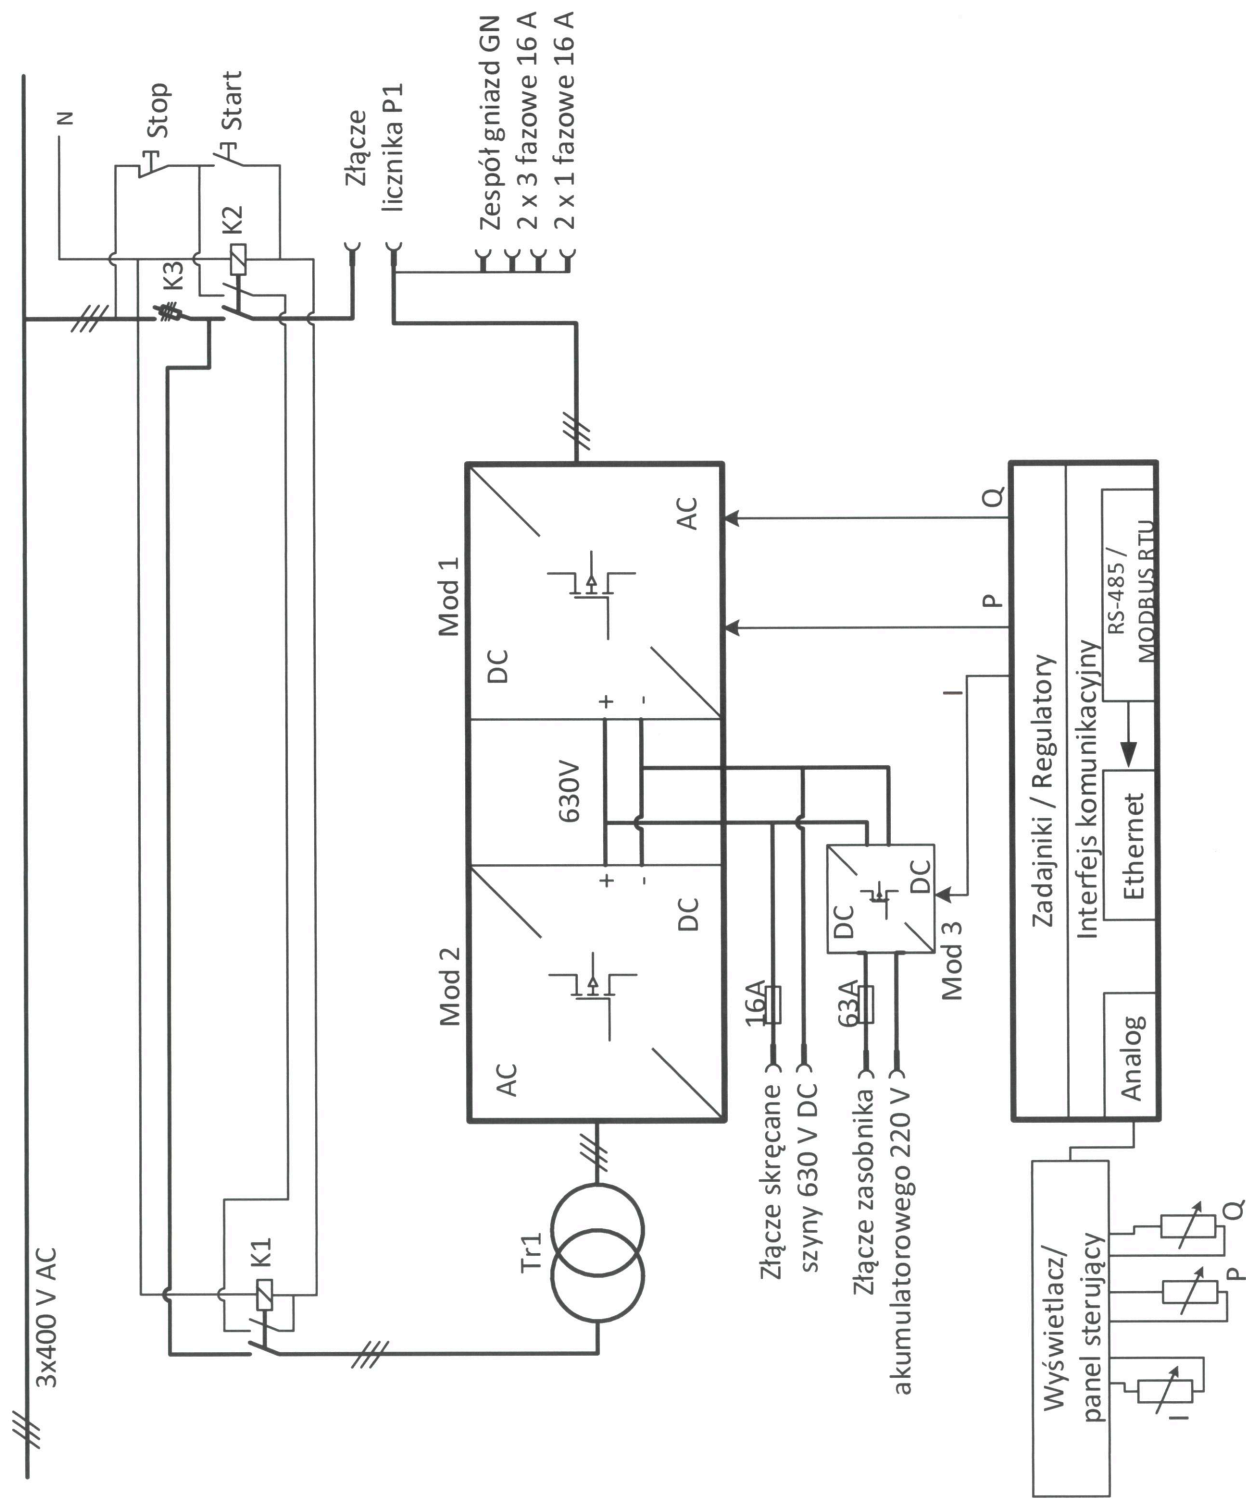 3x400 V AC
N
Stop
Start
K3
K2
K1
Złącze
licznika P1
Zespół gniazd GN
2 x 3 fazowe 16 A
2 x 1 fazowe 16 A
Tr1
Mod 2
AC
DC
+
-
630V
Mod 1
DC
AC
+
-
16A
63A
Złącze skręcane
szyny 630 V DC
Złącze zasobnika
akumulatorowego 220 V
DC
DC
Mod 3
I
P
Q
Zadajniki / Regulatory
Interfejs komunikacyjny
Analog
Ethernet
RS-485 /
MODBUS RTU
Wyświetlacz/
panel sterujący
I
P
Q